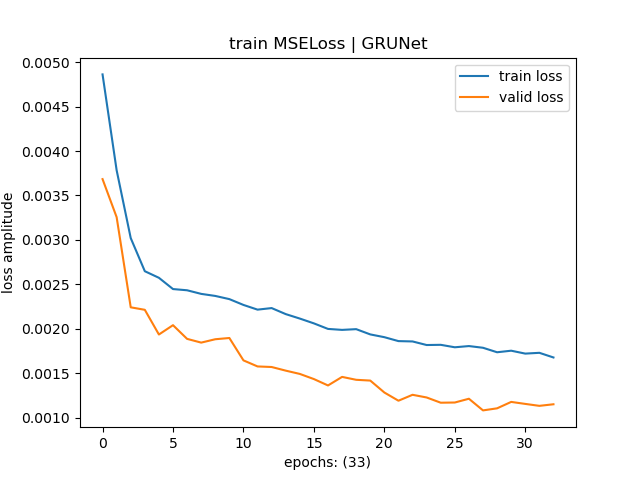 train MSELoss | GRUNet
train loss
valid loss
loss amplitude
0.0050
0.0045
0.0040
0.0035
0.0030
0.0025
0.0020
0.0015
0.0010
0 5 10 15 20 25 30
epochs: (33)